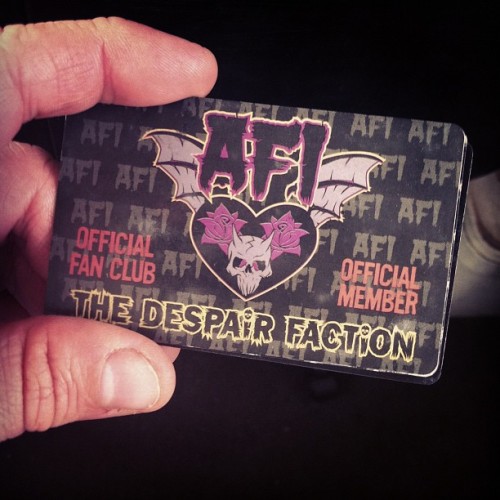 AFI
OFFICIAL
FAN CLUB
OFFICIAL
MEMBER
THE DESPAIR FACTION